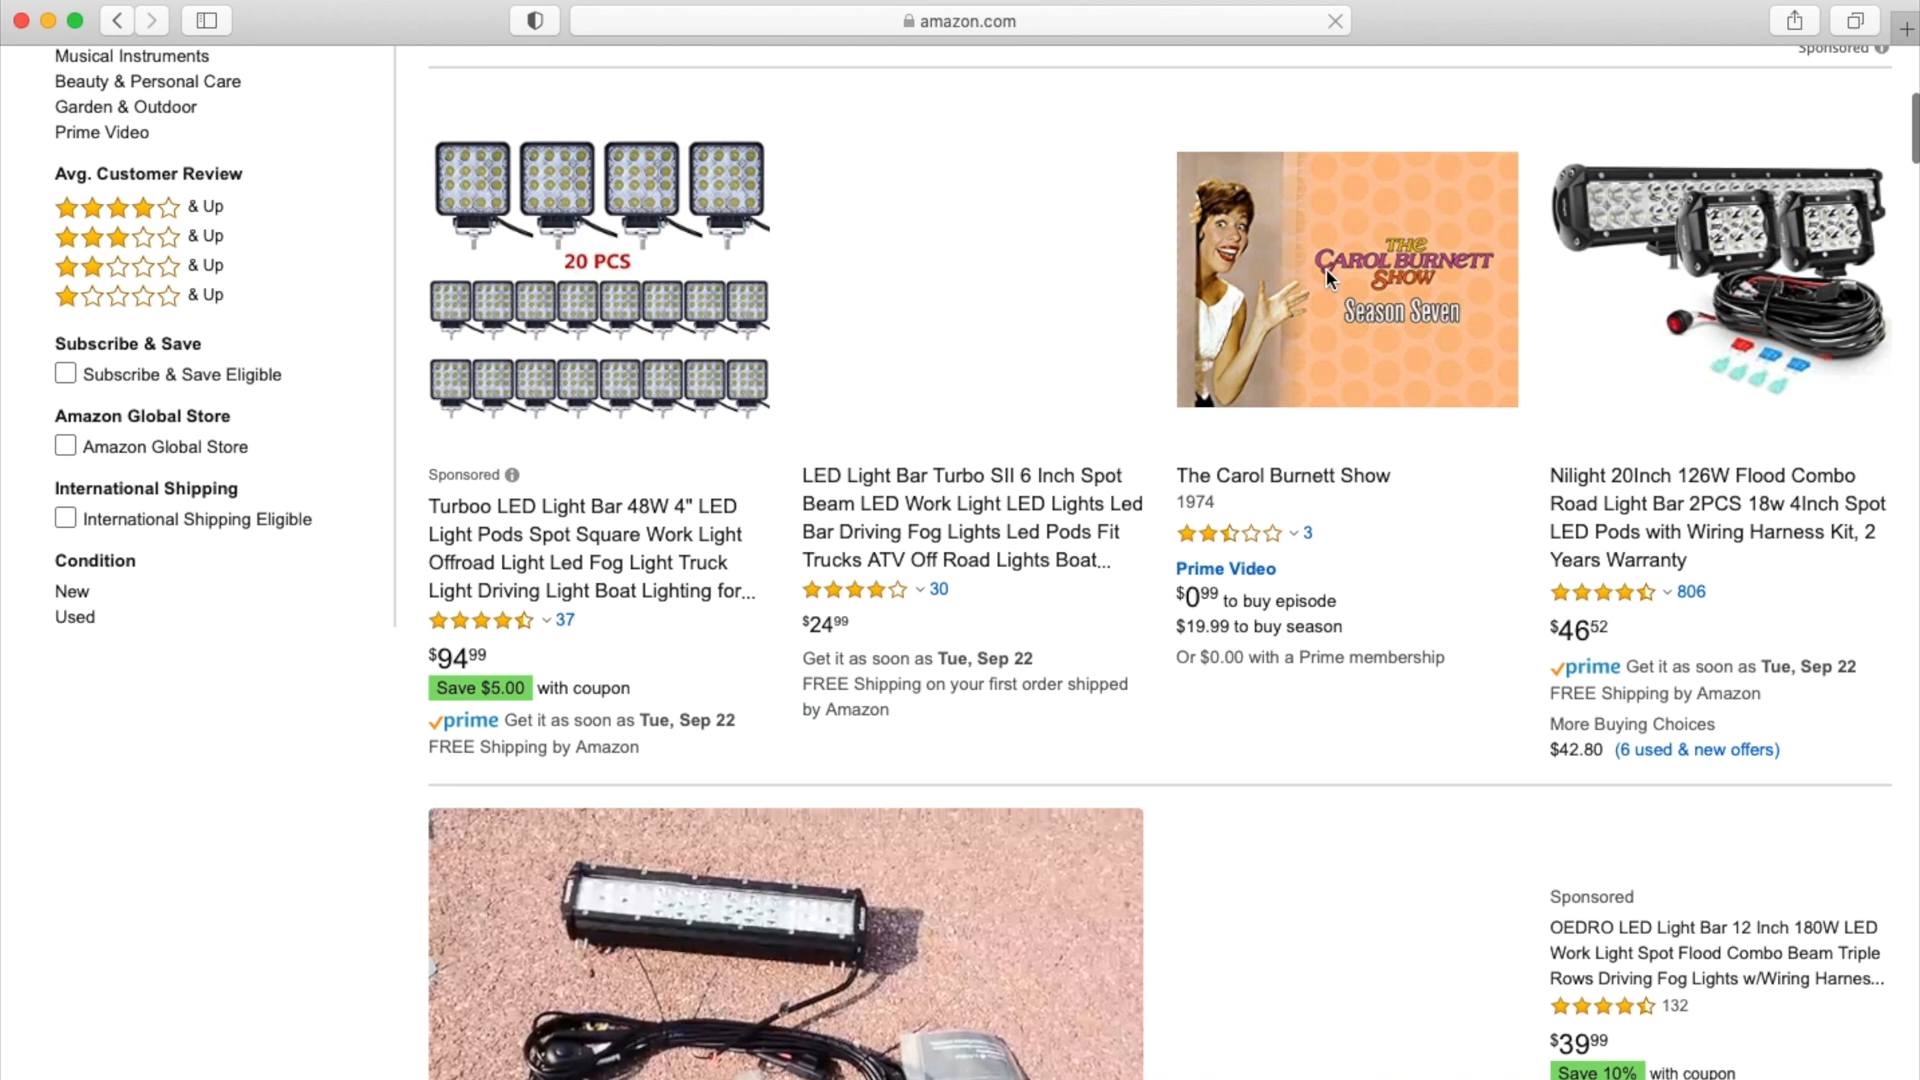 amazon.com
Sponsored
Musical Instruments
Beauty & Personal Care
Garden & Outdoor
Prime Video
Avg. Customer Review
& Up
& Up
& Up
& Up
Subscribe & Save
Subscribe & Save Eligible
Amazon Global Store
Amazon Global Store
International Shipping
International Shipping Eligible
Condition
New
Used
20 PCS
Sponsored
Turboo LED Light Bar 48W 4" LED
Light Pods Spot Square Work Light
Offroad Light Led Fog Light Truck
Light Driving Light Boat Lighting for...
37
$9499
Save $5.00 with coupon
prime Get it as soon as Tue, Sep 22
FREE Shipping by Amazon
LED Light Bar Turbo SII 6 Inch Spot
Beam LED Work Light LED Lights Led
Bar Driving Fog Lights Led Pods Fit
Trucks ATV Off Road Lights Boat...
30
$2499
Get it as soon as Tue, Sep 22
FREE Shipping on your first order shipped
by Amazon
THE
CAROL BURNETT
SHOW
Season Seven
The Carol Burnett Show
1974
3
Prime Video
$099 to buy episode
$19.99 to buy season
Or $0.00 with a Prime membership
Nilight 20Inch 126W Flood Combo
Road Light Bar 2PCS 18w 4Inch Spot
LED Pods with Wiring Harness Kit, 2
Years Warranty
806
$4652
prime Get it as soon as Tue, Sep 22
FREE Shipping by Amazon
More Buying Choices
$42.80 (6 used & new offers)
Sponsored
OEDRO LED Light Bar 12 Inch 180W LED
Work Light Spot Flood Combo Beam Triple
Rows Driving Fog Lights w/Wiring Harnes...
132
$3999
Save 10% with coupon